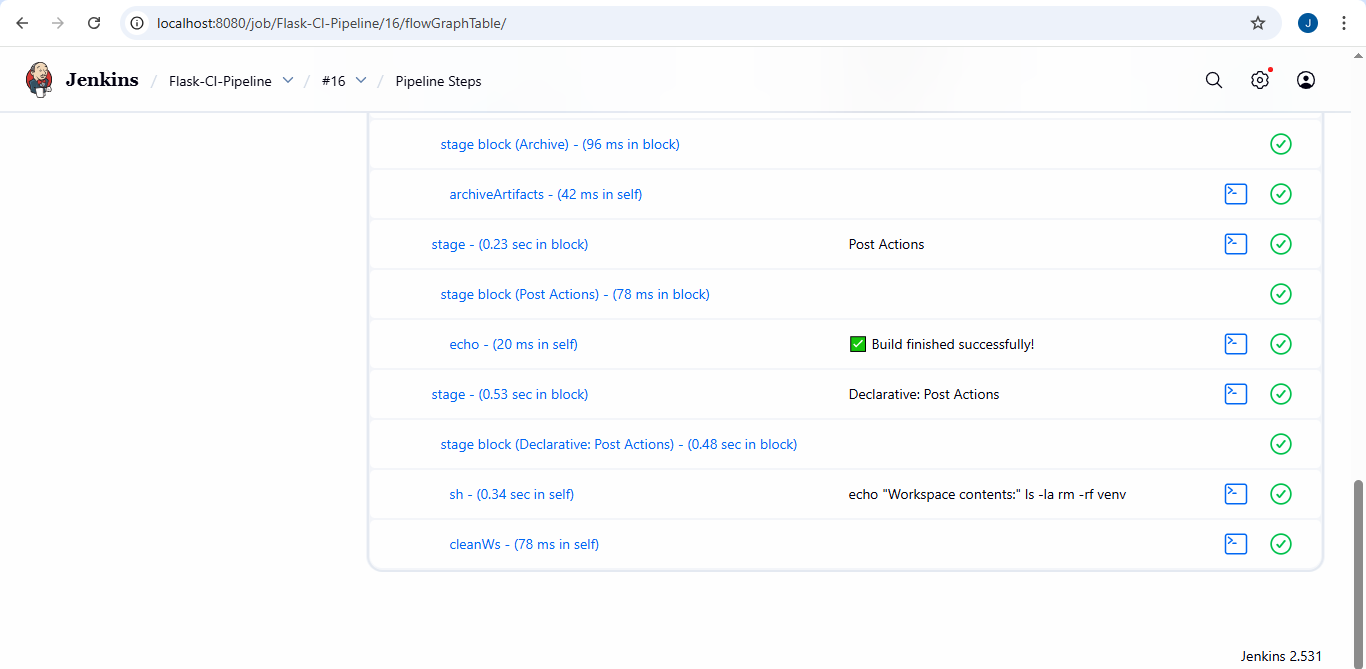 localhost:8080/job/Flask-CI-Pipeline/16/flowGraphTable/
J
Jenkins / Flask-CI-Pipeline / #16 / Pipeline Steps
stage block (Archive) - (96 ms in block)
archiveArtifacts - (42 ms in self)
stage - (0.23 sec in block) Post Actions
stage block (Post Actions) - (78 ms in block)
echo - (20 ms in self) ✅ Build finished successfully!
stage - (0.53 sec in block) Declarative: Post Actions
stage block (Declarative: Post Actions) - (0.48 sec in block)
sh - (0.34 sec in self) echo "Workspace contents:" ls -la rm -rf venv
cleanWs - (78 ms in self)
Jenkins 2.531